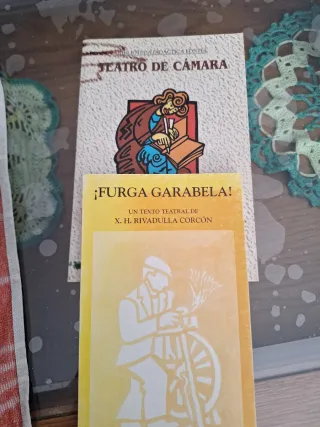 TEATRO DE CÁMARA
¡FURGA GARABELA!
UN TEXTO TEATRAL DE
X. H. RIVADULLA CORCÓN